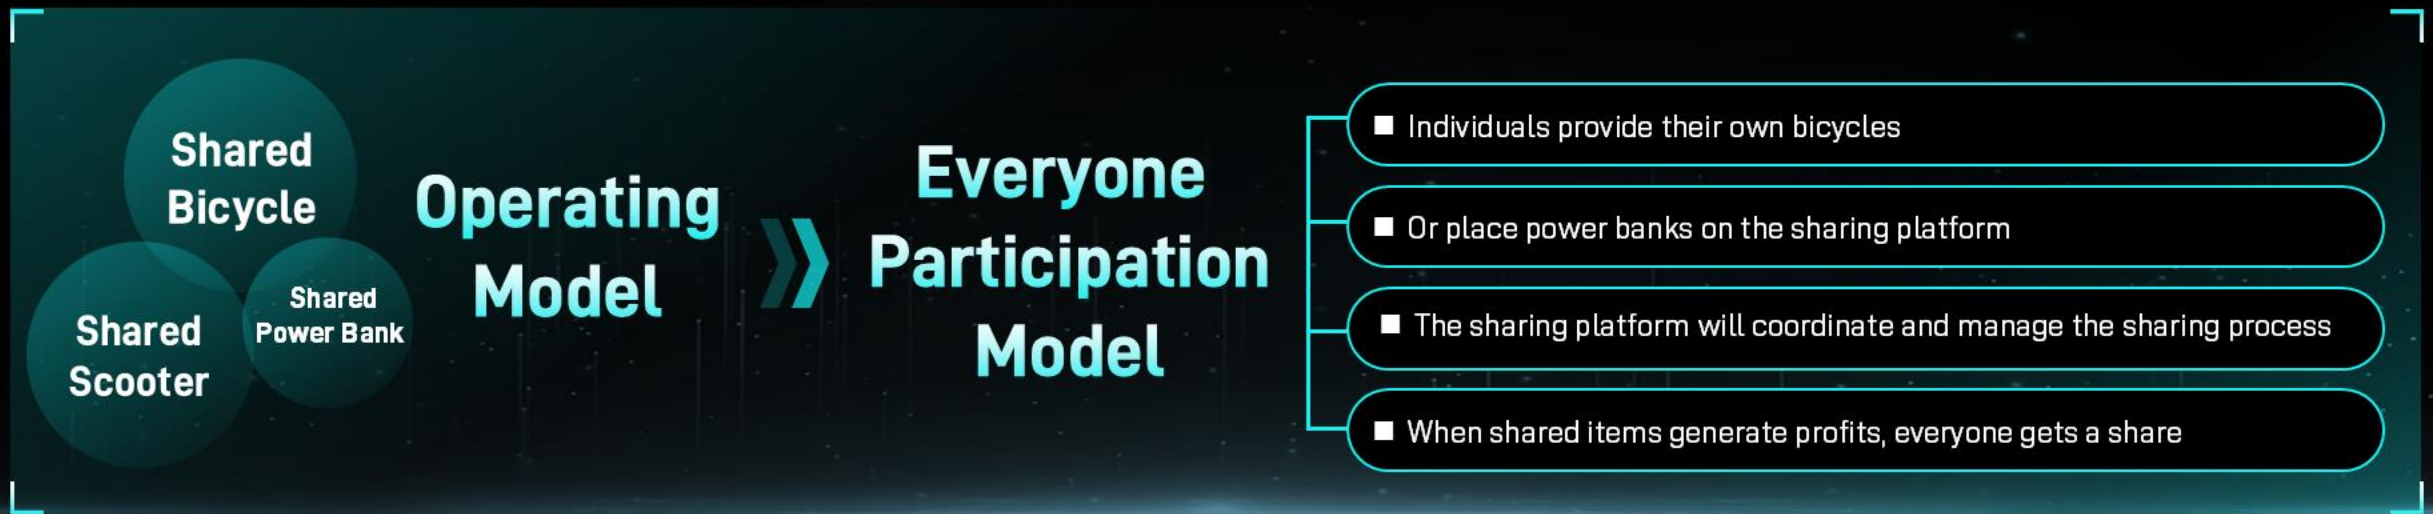 Shared
Bicycle
Shared
Scooter
Shared
Power Bank
Operating
Model
Everyone
Participation
Model
Individuals provide their own bicycles
Or place power banks on the sharing platform
The sharing platform will coordinate and manage the sharing process
When shared items generate profits, everyone gets a share